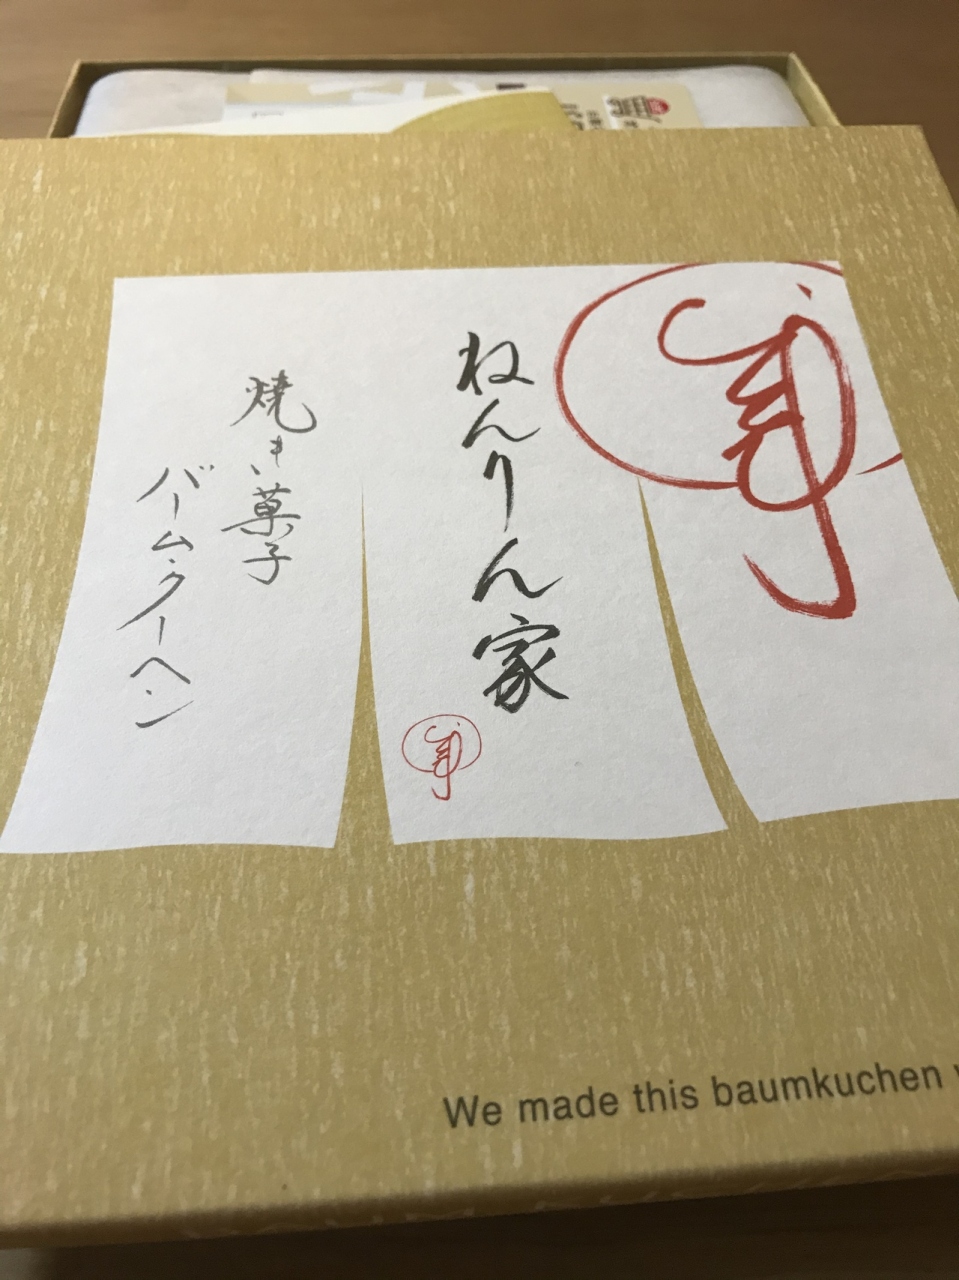 ねんりん家
焼き菓子
バームクーヘン
We made this baumkuchen